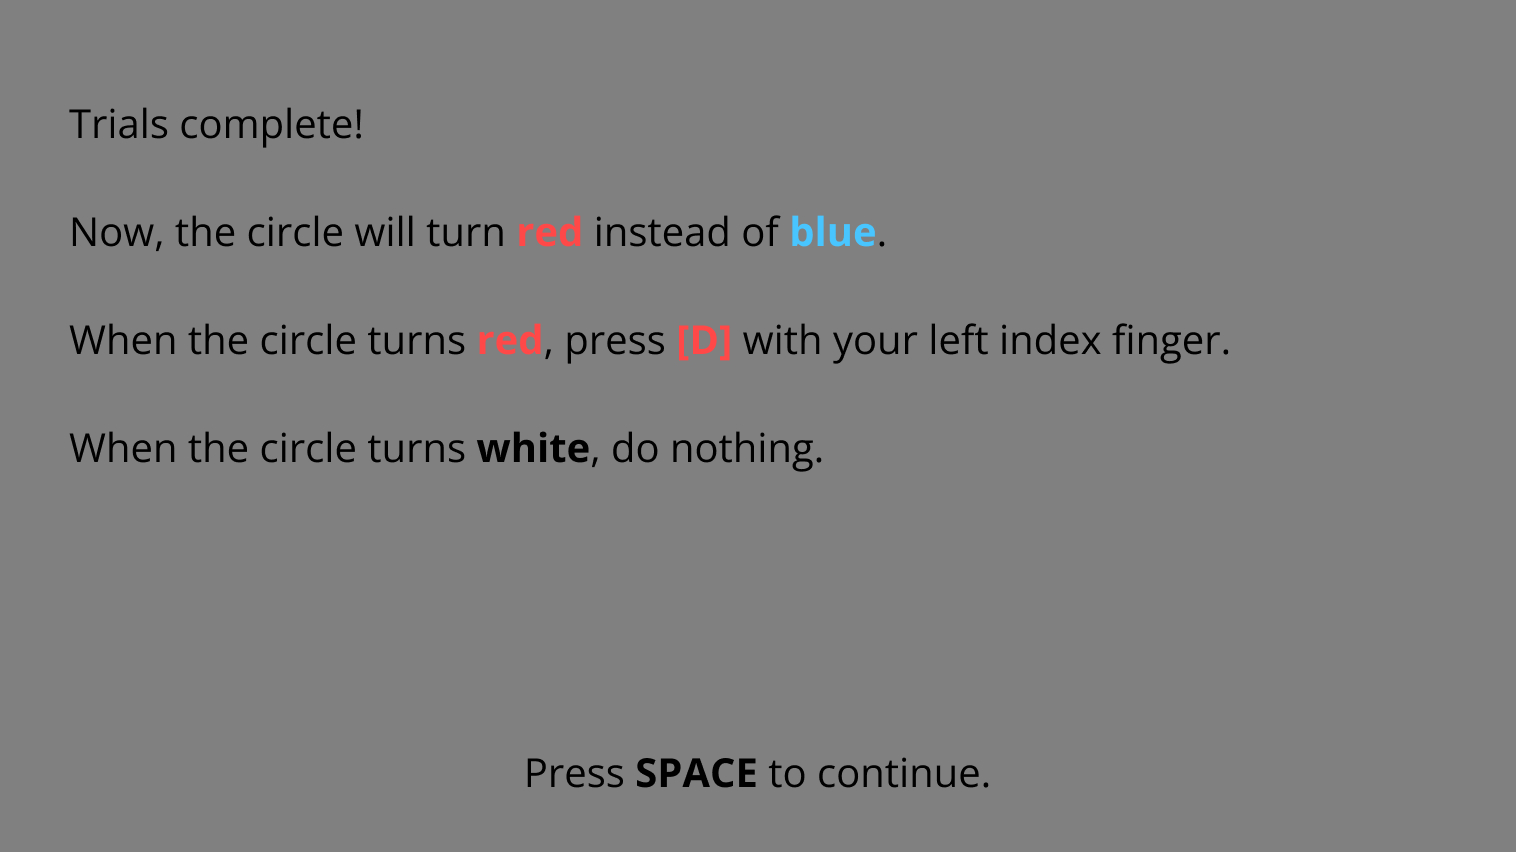 Trials complete!
Now, the circle will turn red instead of blue.
When the circle turns red, press [D] with your left index finger.
When the circle turns white, do nothing.
Press SPACE to continue.